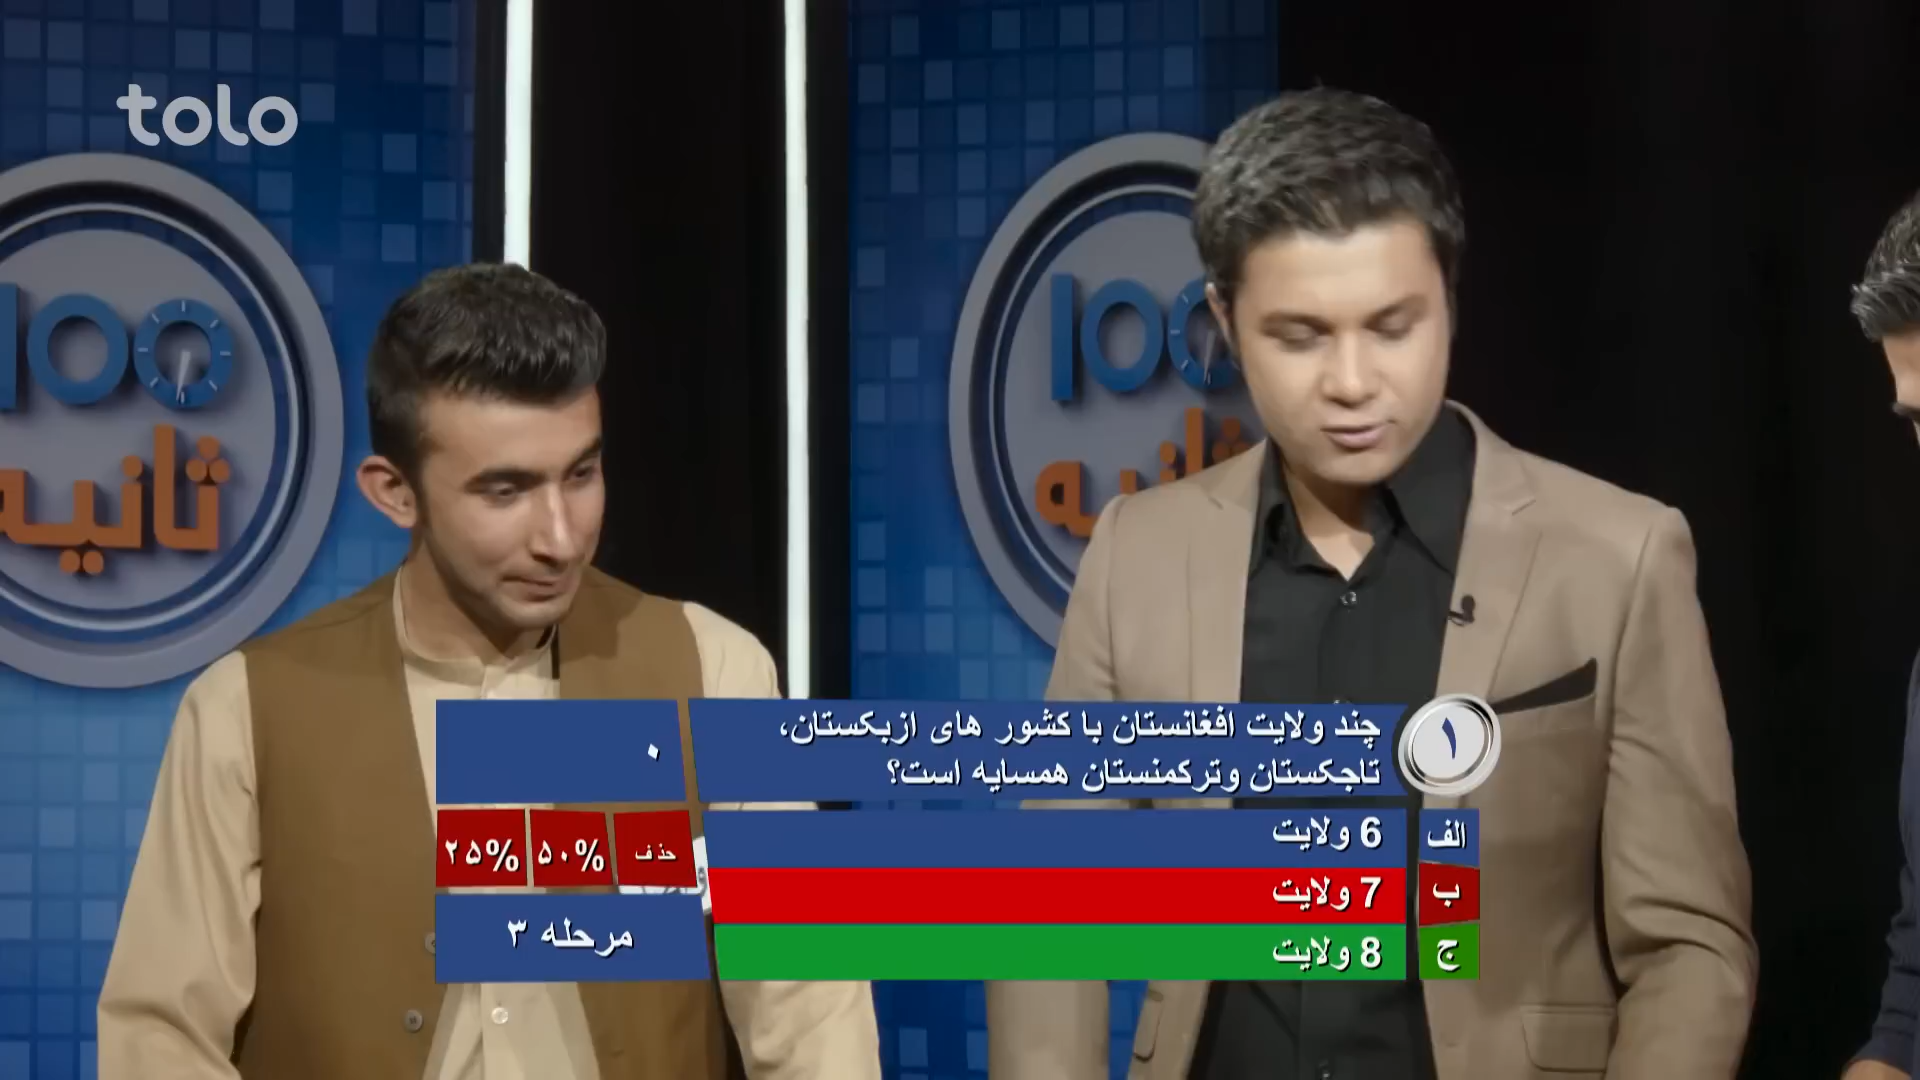 tolo
100
ثانیه
100
ثانیه
۱
چند ولایت افغانستان با کشور های ازبکستان،
تاجکستان وترکمنستان همسایه است؟
۰
الف
6 ولایت
ب
7 ولایت
ج
8 ولایت
حذف
۵۰%
۲۵%
مرحله ۳